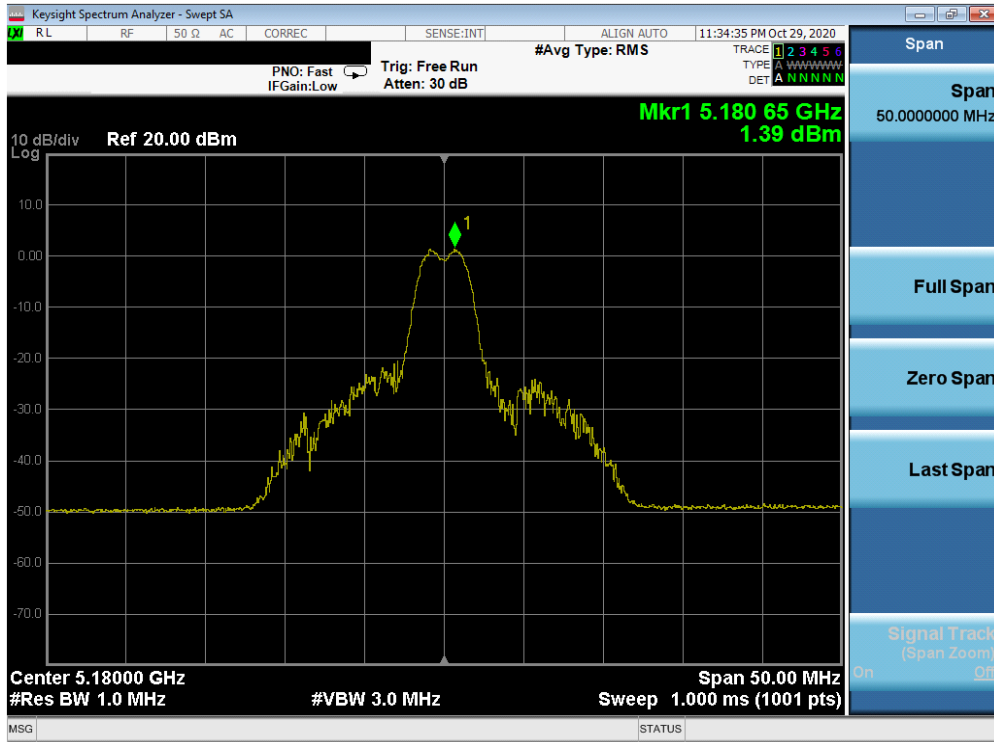 Keysight Spectrum Analyzer - Swept SA
LXI RL RF 50 Ω AC CORREC SENSE:INT ALIGN AUTO 11:34:35 PM Oct 29, 2020
Span
#Avg Type: RMS TRACE 1 2 3 4 5 6
PNO: Fast Trig: Free Run TYPE A WWWWW
IFGain:Low Atten: 30 dB DET A N N N N N
Span
50.0000000 MHz
Mkr1 5.180 65 GHz
1.39 dBm
10 dB/div Ref 20.00 dBm
Log
10.0
1
0.00
-10.0
-20.0
-30.0
-40.0
-50.0
-60.0
-70.0
Full Span
Zero Span
Last Span
Signal Track
(Span Zoom)
On Off
Center 5.18000 GHz Span 50.00 MHz
#Res BW 1.0 MHz #VBW 3.0 MHz Sweep 1.000 ms (1001 pts)
MSG STATUS